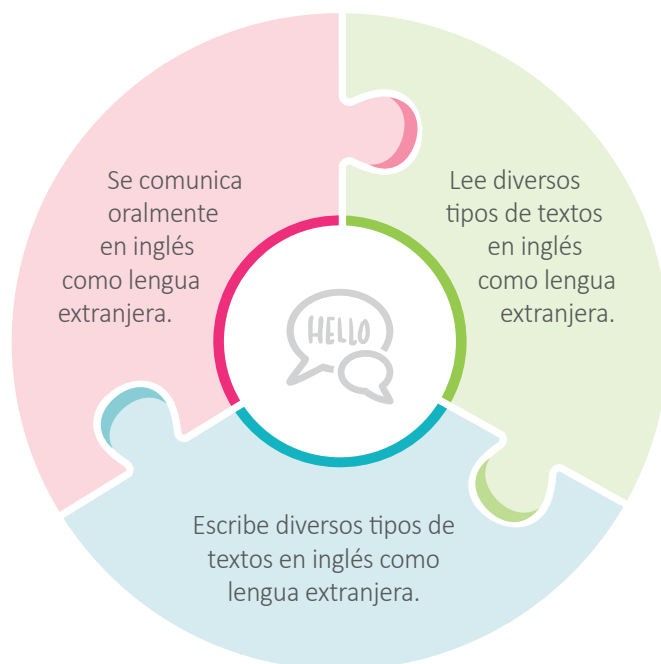 Se comunica
oralmente
en inglés
como lengua
extranjera.
Lee diversos
tipos de textos
en inglés
como lengua
extranjera.
HELLO
Escribe diversos tipos de
textos en inglés como
lengua extranjera.